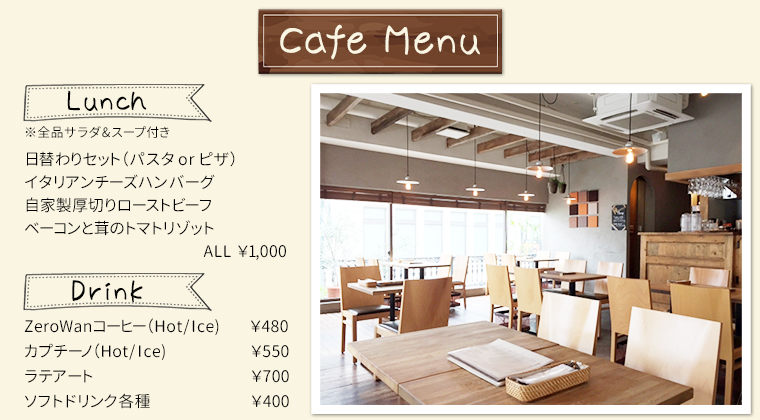 Cafe Menu
Lunch
※全品サラダ&スープ付き
日替わりセット(パスタ or ピザ)
イタリアンチーズハンバーグ
自家製厚切りローストビーフ
ベーコンと茸のトマトリゾット
ALL ¥1,000
Drink
ZeroWanコーヒー(Hot/Ice) ¥480
カプチーノ(Hot/Ice) ¥550
ラテアート ¥700
ソフトドリンク各種 ¥400